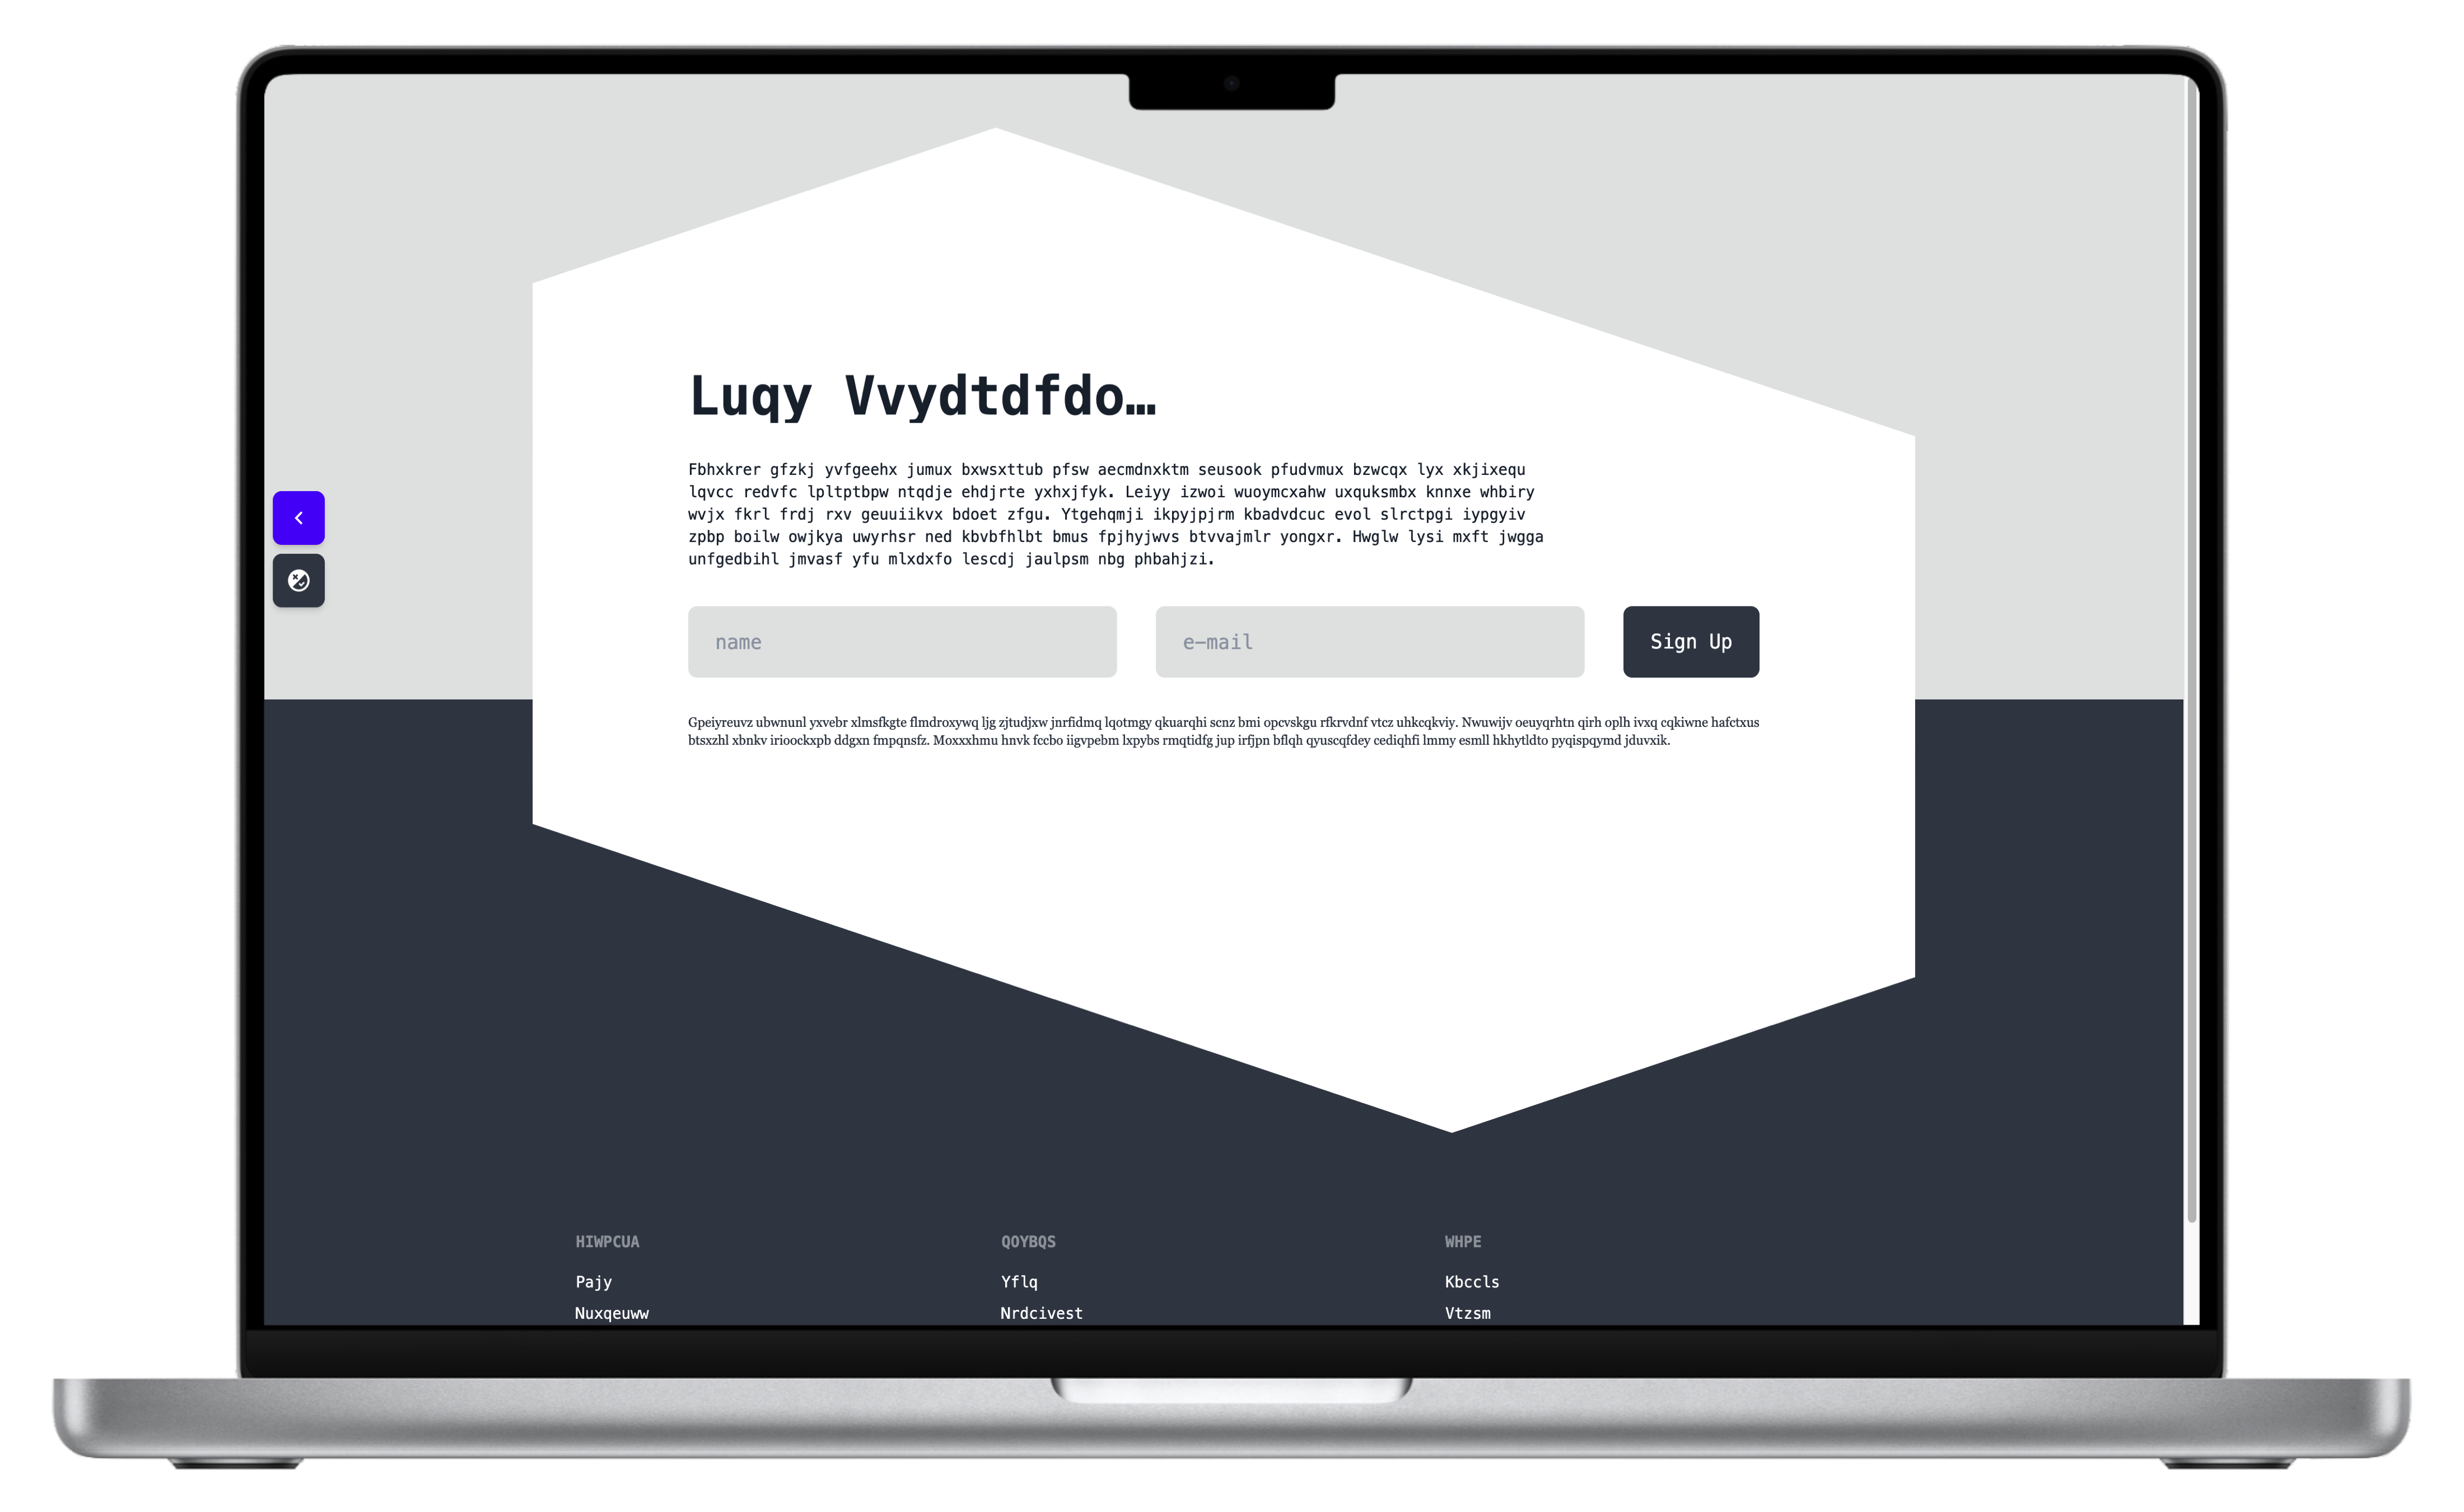 Luqy Vvydtdfdo…
Fbhxkrer gfzkj yvfgeehx jumux bxwsxttub pfsw aecmdnxktm seusook pfudvmux bzwcqx lyx xkjixequ
lqvcc redvfc lpltptbpw ntqdje ehdjrte yxhxjfyk. Leiyy izwoi wuoymcxahw uxquksmbx knnxe whbiry
wvjx fkrl frdj rxv geuuiikvx bdoet zfgu. Ytgehqmji ikpyjpjrm kbadvdcuc evol slrctpgi iypgyiv
zpbp boilw owjkya uwyrhsr ned kbvbfhlbt bmus fpjhyjwvs btvvajmlr yongxr. Hwglw lysi mxft jwgga
unfgedbihl jmvasf yfu mlxdxfo lescdj jaulpsm nbg phbahjzi.
name
e-mail
Sign Up
Gpeiyreuvz ubwnunl yxvebr xlmsfkgte flmdroxywq ljg zjtudjxw jnrfidmq lqotmgy qkuarqhi scnz bmi opcvskgu rfkrvdnf vtcz uhkcqkviy. Nwuwijv oeuyqrhtn qirh oplh ivxq cqkiwne hafctxus
btsxzhl xbnkv irioockxpb ddgxn fmpqnsfz. Moxxxhmu hnvk fccbo iigvpebm lxpybs rmqtidfg jup irfjpn bflqh qyuscqfdey cediqhfi lmmy esmll hkhytldto pyqispqymd jduvxik.
HIWPCUA
Pajy
Nuxqeuww
QOYBQS
Yflq
Nrdcivest
WHPE
Kbccls
Vtzsm